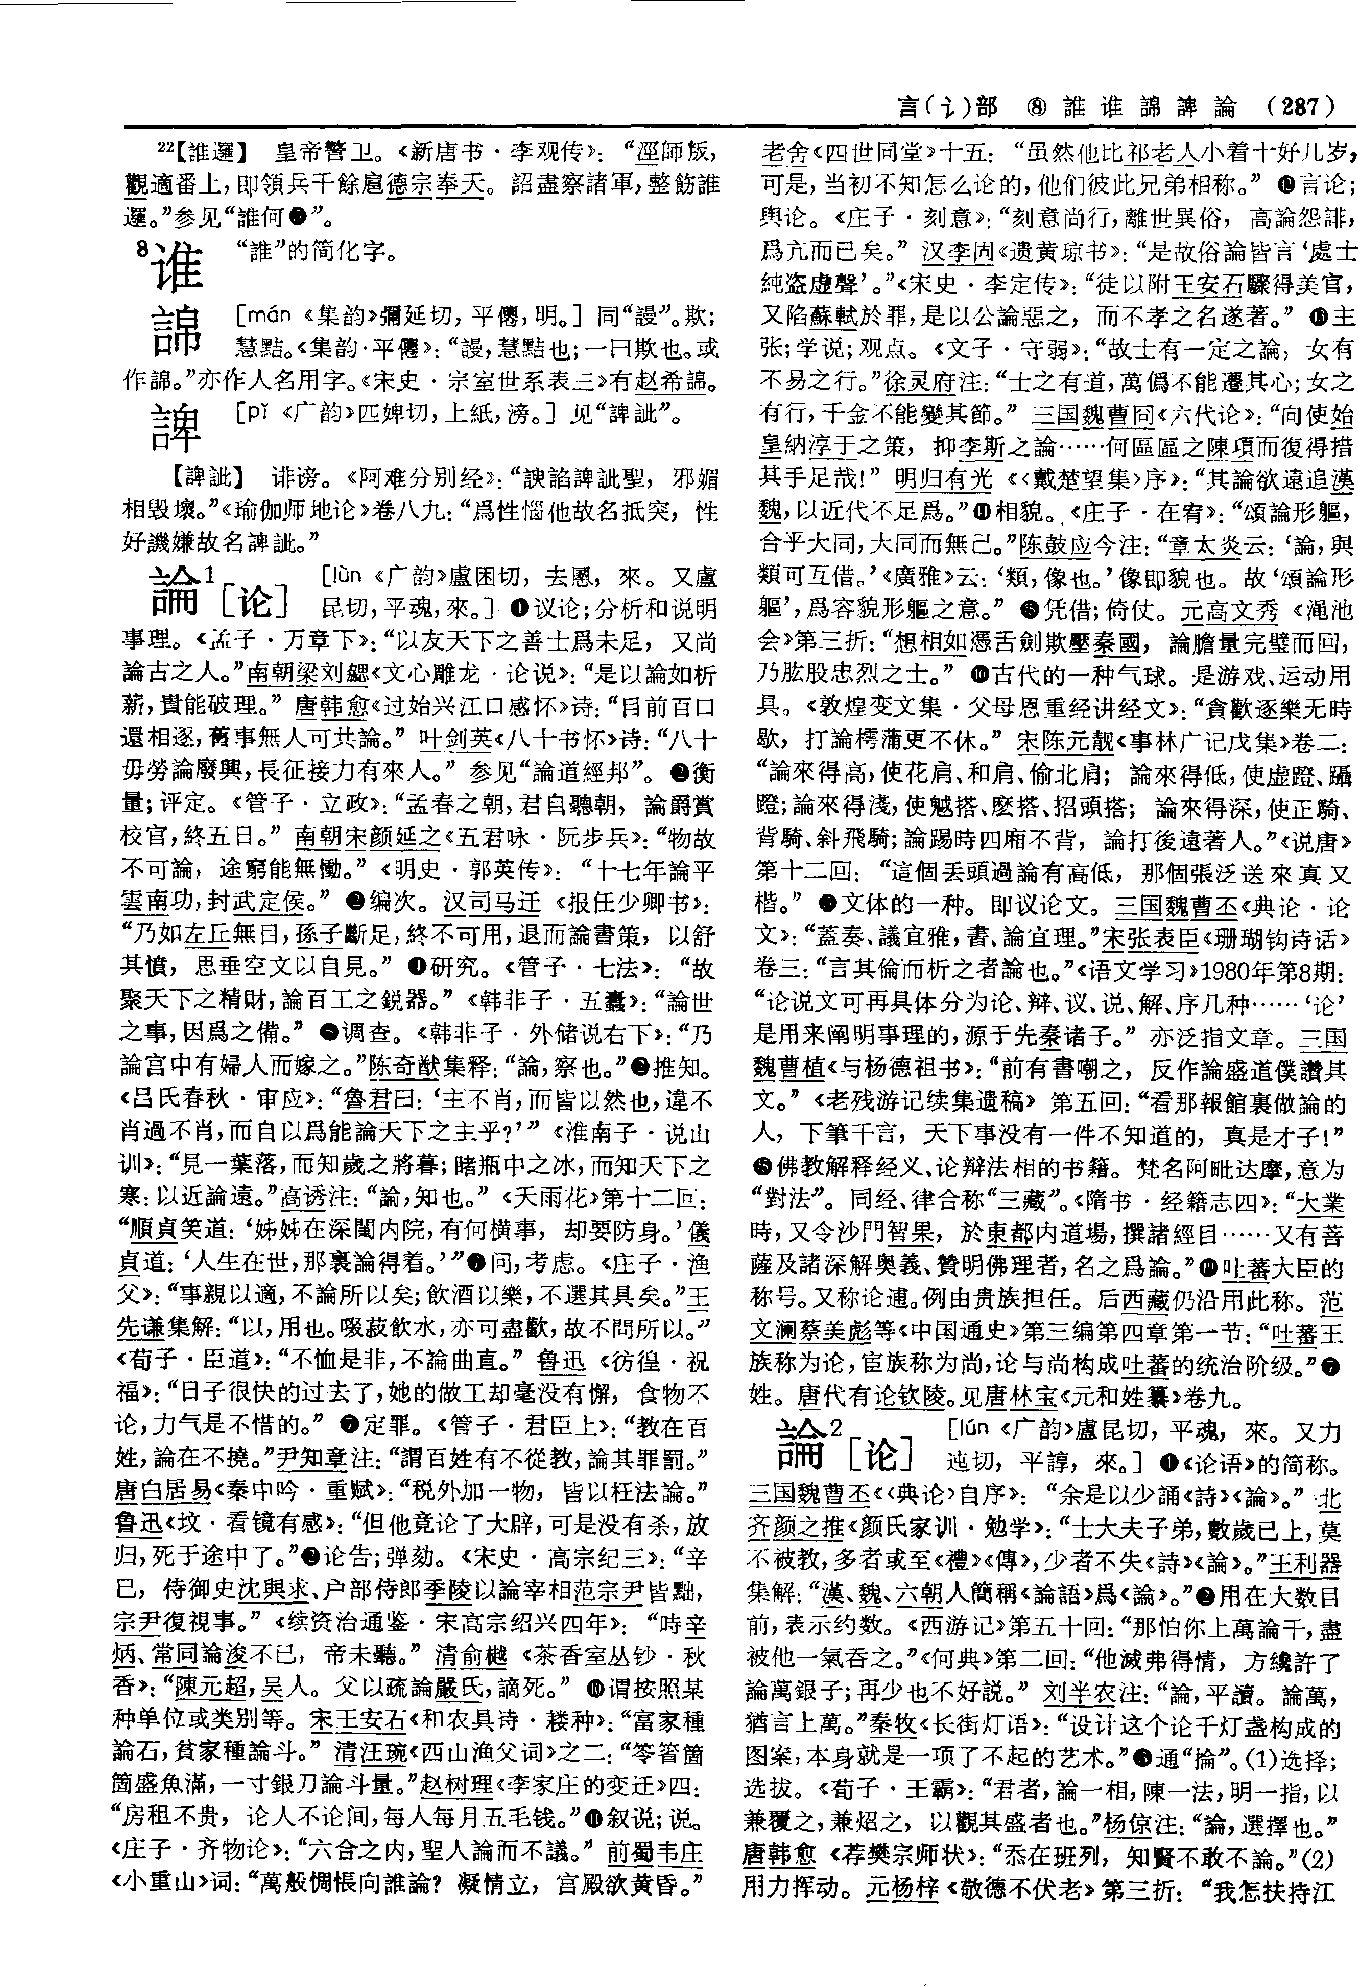 言(讠)部 ⑧ 誰谁䛲諀論 (287)
²²【誰邏】 皇帝警卫。《新唐书·李观传》：“涇師叛，
觀適番上，即領兵千餘扈德宗奉天。詔盡察諸軍，整飭誰
邏。”参见“誰何❶”。
8谁 “誰”的简化字。
䛲 [mán 《集韵》彌延切，平僊，明。] 同“謾”。欺；
慧黠。《集韵·平僊》：“謾，慧黠也；一曰欺也。或
作䛲。”亦作人名用字。《宋史·宗室世系表三》有赵希䛲。
諀 [pǐ 《广韵》匹婢切，上紙，滂。] 见“諀訿”。
【諀訿】 诽谤。《阿难分别经》：“諛諂諀訿聖，邪媚
相毀壞。”《瑜伽师地论》卷八九：“爲性惱他故名抵突，性
好譏嫌故名諀訿。”
論¹[论] [lùn 《广韵》盧困切，去慁，來。又盧
昆切，平魂，來。] ❶议论；分析和说明
事理。《孟子·万章下》：“以友天下之善士爲未足，又尚
論古之人。”南朝梁刘勰《文心雕龙·论说》：“是以論如析
薪，貴能破理。” 唐韩愈《过始兴江口感怀》诗：“目前百口
還相逐，舊事無人可共論。” 叶剑英《八十书怀》诗：“八十
毋勞論廢興，長征接力有來人。” 参见“論道經邦”。 ❷衡
量；评定。《管子·立政》：“孟春之朝，君自聽朝，論爵賞
校官，終五日。” 南朝宋颜延之《五君咏·阮步兵》：“物故
不可論，途窮能無慟。” 《明史·郭英传》：“十七年論平
雲南功，封武定侯。” ❸编次。汉司马迁《报任少卿书》：
“乃如左丘無目，孫子斷足，終不可用，退而論書策，以舒
其憤，思垂空文以自見。” ❹研究。《管子·七法》：“故
聚天下之精財，論百工之鋭器。” 《韩非子·五蠹》：“論世
之事，因爲之備。” ❺调查。《韩非子·外储说右下》：“乃
論宫中有婦人而嫁之。”陈奇猷集释：“論，察也。”❻推知。
《吕氏春秋·审应》：“魯君曰：‘主不肖，而皆以然也，違不
肖過不肖，而自以爲能論天下之主乎？’” 《淮南子·说山
训》：“見一葉落，而知歲之將暮；睹瓶中之冰，而知天下之
寒：以近論遠。”高诱注：“論，知也。” 《天雨花》第十二回：
“順貞笑道：‘姊姊在深閨内院，有何横事，却要防身。’儀
貞道：‘人生在世，那裏論得着。’”❼问，考虑。《庄子·渔
父》：“事親以適，不論所以矣；飲酒以樂，不選其具矣。”王
先谦集解：“以，用也。啜菽飲水，亦可盡歡，故不問所以。”
《荀子·臣道》：“不恤是非，不論曲直。” 鲁迅 《彷徨·祝
福》：“日子很快的过去了，她的做工却毫没有懈，食物不
论，力气是不惜的。” ❽定罪。《管子·君臣上》：“教在百
姓，論在不撓。”尹知章注：“謂百姓有不從教，論其罪罰。”
唐白居易《秦中吟·重赋》：“税外加一物，皆以枉法論。”
鲁迅《坟·看镜有感》：“但他竟论了大辟，可是没有杀，放
归，死于途中了。”❾论告；弹劾。《宋史·高宗纪三》：“辛
巳，侍御史沈與求、户部侍郎季陵以論宰相范宗尹皆黜，
宗尹復視事。” 《续资治通鉴·宋高宗绍兴四年》：“時辛
炳、常同論浚不已，帝未聽。” 清俞樾 《茶香室丛钞·秋
香》：“陳元超，吴人。父以疏論嚴氏，謫死。” ❿谓按照某
种单位或类别等。宋王安石《和农具诗·耧种》：“富家種
論石，貧家種論斗。” 清汪琬《西山渔父词》之二：“笭箵箇
箇盛魚滿，一寸銀刀論斗量。”赵树理《李家庄的变迁》四：
“房租不贵，论人不论间，每人每月五毛钱。”⓫叙说；说。
《庄子·齐物论》：“六合之内，聖人論而不議。” 前蜀韦庄
《小重山》词：“萬般惆悵向誰論？凝情立，宫殿欲黄昏。”
老舍《四世同堂》十五：“虽然他比祁老人小着十好几岁，
可是，当初不知怎么论的，他们彼此兄弟相称。” ⓬言论；
舆论。《庄子·刻意》：“刻意尚行，離世異俗，高論怨誹，
爲亢而已矣。” 汉李固《遗黄琼书》：“是故俗論皆言‘處士
純盜虚聲’。”《宋史·李定传》：“徒以附王安石驟得美官，
又陷蘇軾於罪，是以公論惡之，而不孝之名遂著。” ⓭主
张；学说；观点。《文子·守弱》：“故士有一定之論，女有
不易之行。”徐灵府注：“士之有道，萬僞不能遷其心；女之
有行，千金不能變其節。” 三国魏曹冏《六代论》：“向使始
皇納淳于之策，抑李斯之論……何區區之陳項而復得措
其手足哉！” 明归有光 《〈戴楚望集〉序》：“其論欲遠追漢
魏，以近代不足爲。”⓮相貌。《庄子·在宥》：“頌論形軀，
合乎大同，大同而無己。”陈鼓应今注：“章太炎云：‘論，與
類可互借。’《廣雅》云：‘類，像也。’像即貌也。故‘頌論形
軀’，爲容貌形軀之意。” ⓯凭借；倚仗。元高文秀 《渑池
会》第三折：“想相如憑舌劍欺壓秦國，論膽量完璧而回，
乃肱股忠烈之士。” ⓰古代的一种气球。是游戏、运动用
具。《敦煌变文集·父母恩重经讲经文》：“貪歡逐樂无時
歇，打論樗蒲更不休。” 宋陈元靓《事林广记戊集》卷二：
“論來得高，使花肩、和肩、偷北肩；論來得低，使虚蹬、躡
蹬；論來得淺，使魆搭、麽搭、招頭搭；論來得深，使正騎、
背騎、斜飛騎；論踢時四廂不背，論打後遠著人。”《说唐》
第十二回：“這個丢頭過論有高低，那個張泛送來真又
楷。” ⓱文体的一种。即议论文。三国魏曹丕《典论·论
文》：“蓋奏、議宜雅，書、論宜理。”宋张表臣《珊瑚钩诗话》
卷三：“言其倫而析之者論也。”《语文学习》1980年第8期：
“论说文可再具体分为论、辩、议、说、解、序几种……‘论’
是用来阐明事理的，源于先秦诸子。” 亦泛指文章。三国
魏曹植《与杨德祖书》：“前有書嘲之，反作論盛道僕讚其
文。” 《老残游记续集遗稿》第五回：“看那報館裏做論的
人，下筆千言，天下事没有一件不知道的，真是才子！”
⓲佛教解释经义、论辩法相的书籍。梵名阿毗达摩，意为
“對法”。同经、律合称“三藏”。《隋书·经籍志四》：“大業
時，又令沙門智果，於東都内道場，撰諸經目……又有菩
薩及諸深解奥義、贊明佛理者，名之爲論。”⓳吐蕃大臣的
称号。又称论逋。例由贵族担任。后西藏仍沿用此称。范
文澜蔡美彪等《中国通史》第三编第四章第一节：“吐蕃王
族称为论，宦族称为尚，论与尚构成吐蕃的统治阶级。”⓴
姓。唐代有论钦陵。见唐林宝《元和姓纂》卷九。
論²[论] [lún 《广韵》盧昆切，平魂，來。又力
迍切，平諄，來。] ❶《论语》的简称。
三国魏曹丕《〈典论〉自序》：“余是以少誦《詩》《論》。” 北
齐颜之推《颜氏家训·勉学》：“士大夫子弟，數歲已上，莫
不被教，多者或至《禮》《傳》，少者不失《詩》《論》。”王利器
集解：“漢、魏、六朝人簡稱《論語》爲《論》。”❷用在大数目
前，表示约数。《西游记》第五十回：“那怕你上萬論千，盡
被他一氣吞之。”《何典》第二回：“他滅弗得情，方纔許了
論萬銀子；再少也不好説。” 刘半农注：“論，平讀。論萬，
猶言上萬。”秦牧《长街灯语》：“设计这个论千灯盏构成的
图案，本身就是一项了不起的艺术。”❸通“掄”。(1)选择；
选拔。《荀子·王霸》：“君者，論一相，陳一法，明一指，以
兼覆之，兼炤之，以觀其盛者也。”杨倞注：“論，選擇也。”
唐韩愈 《荐樊宗师状》：“忝在班列，知賢不敢不論。”(2)
用力挥动。元杨梓《敬德不伏老》第三折：“我怎扶持江